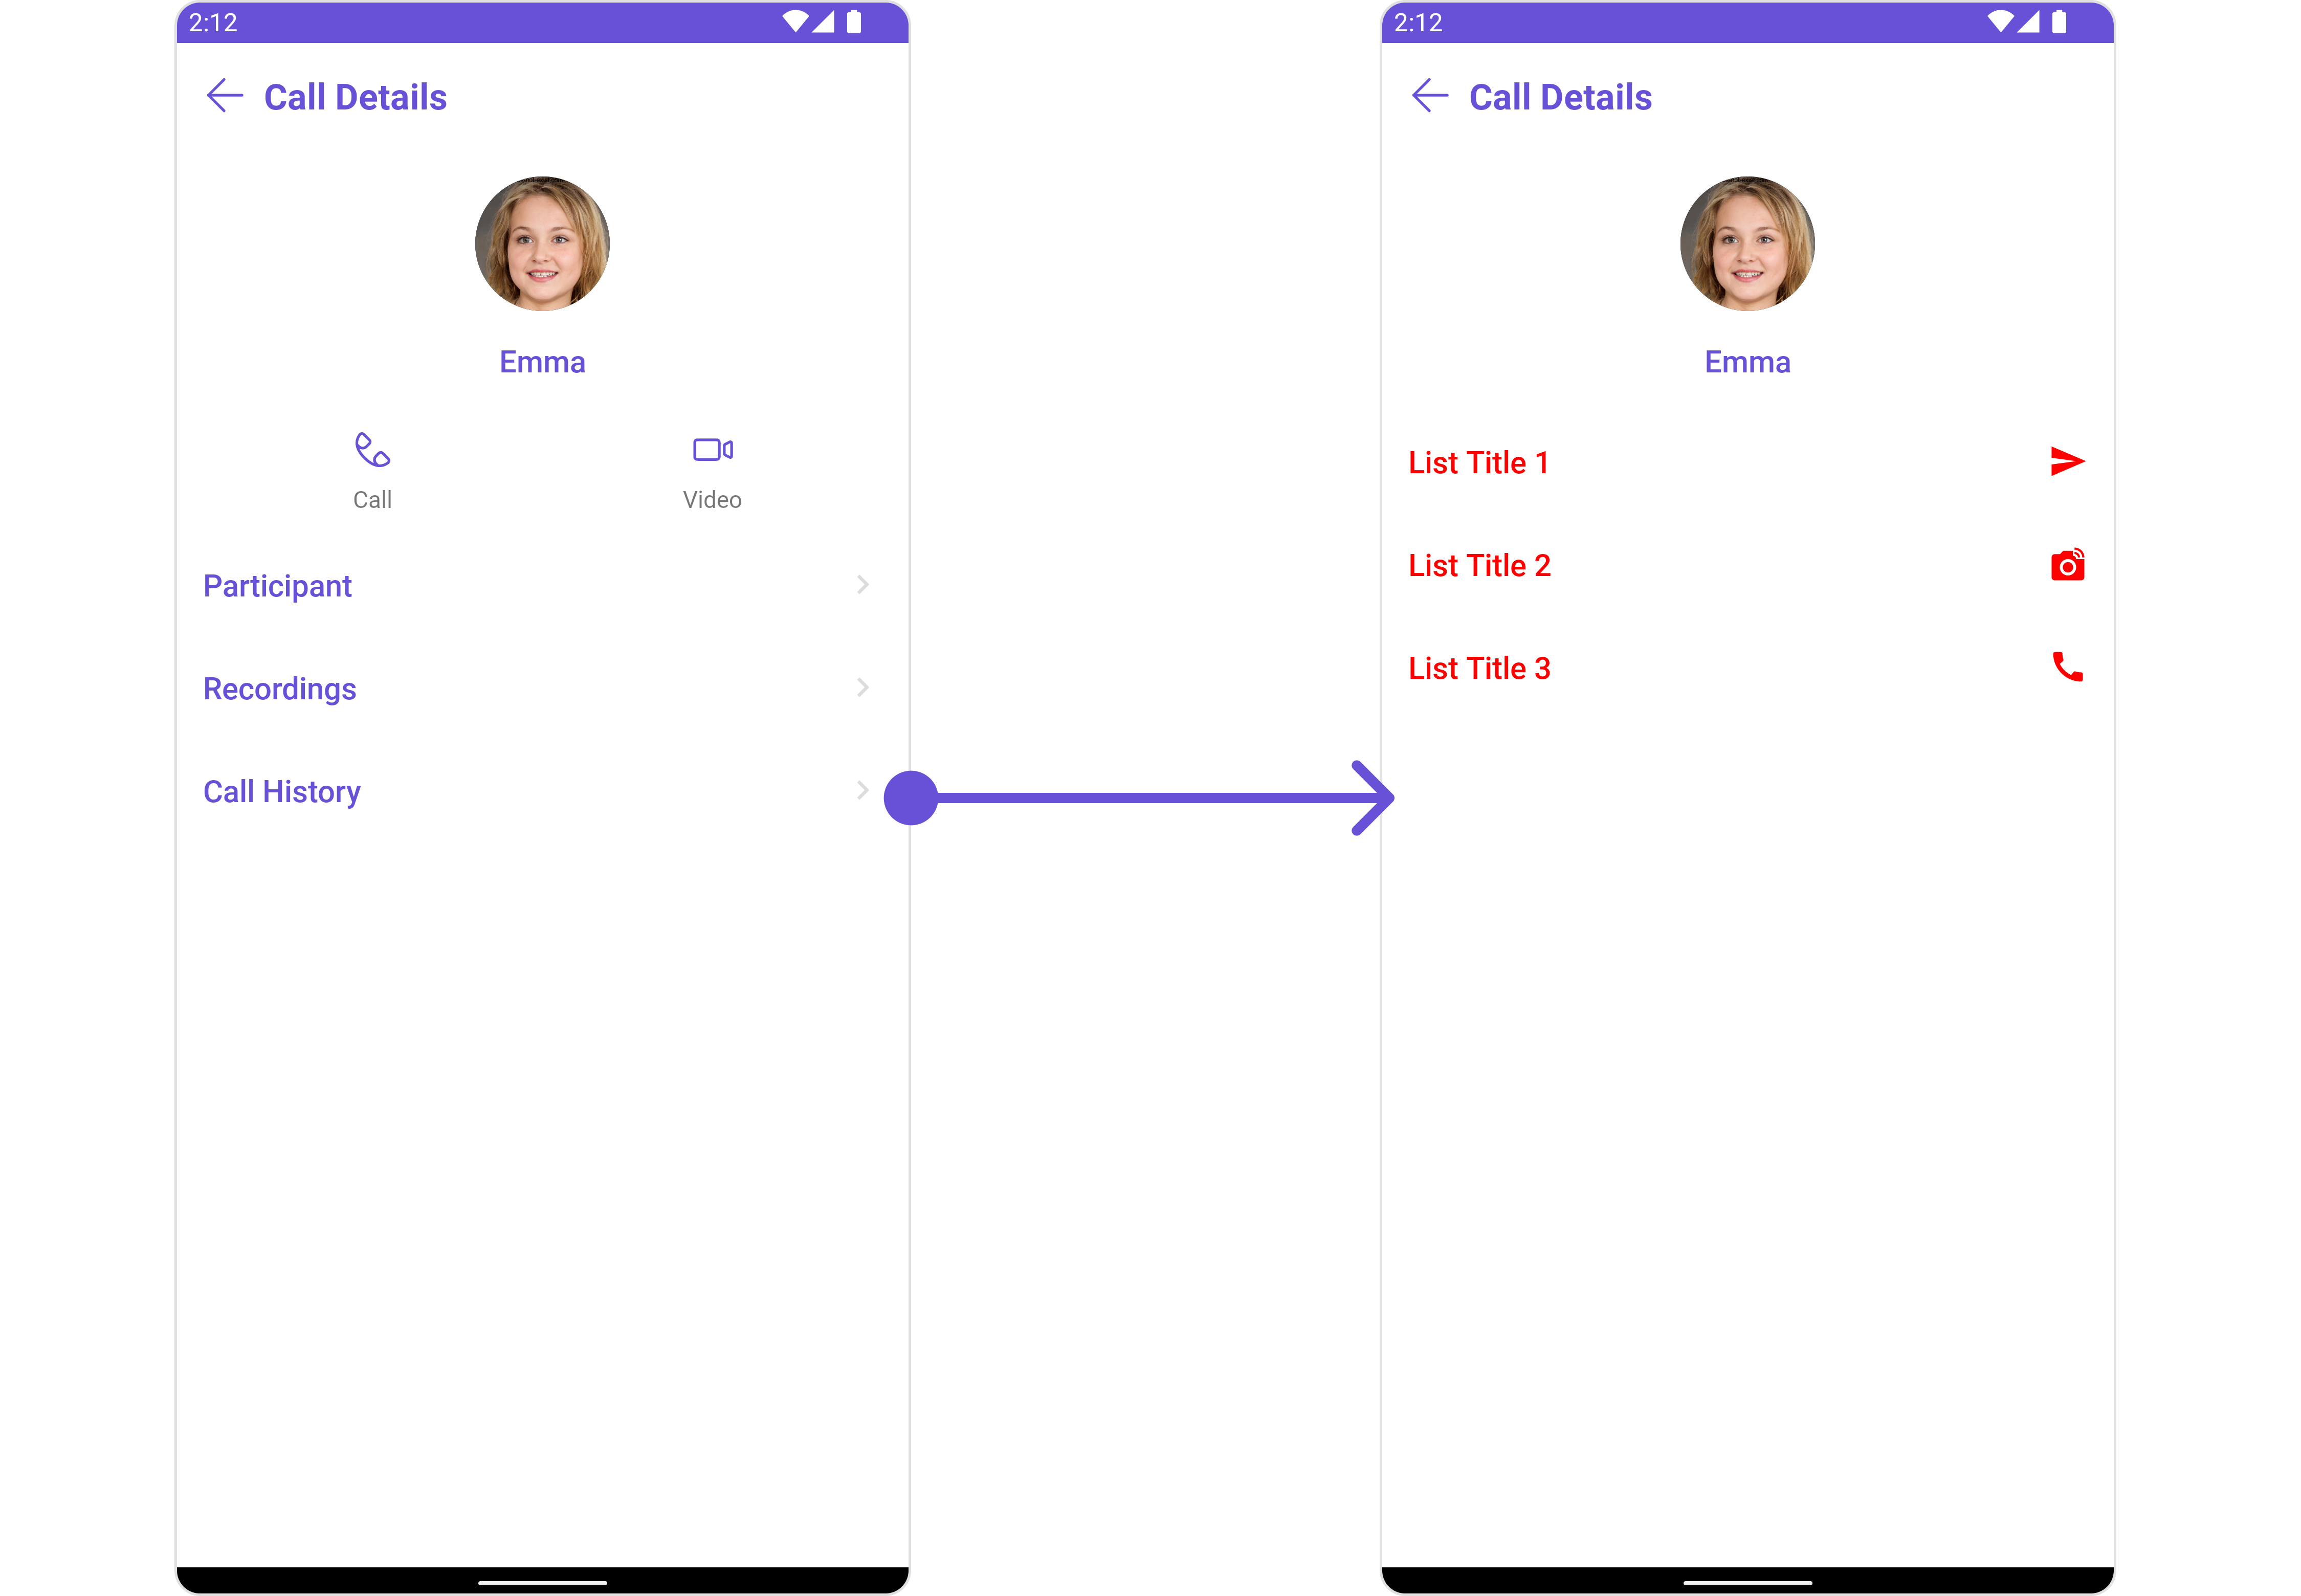 2:12
Call Details
Emma
Call Video
Participant
Recordings
Call History
2:12
Call Details
Emma
List Title 1
List Title 2
List Title 3